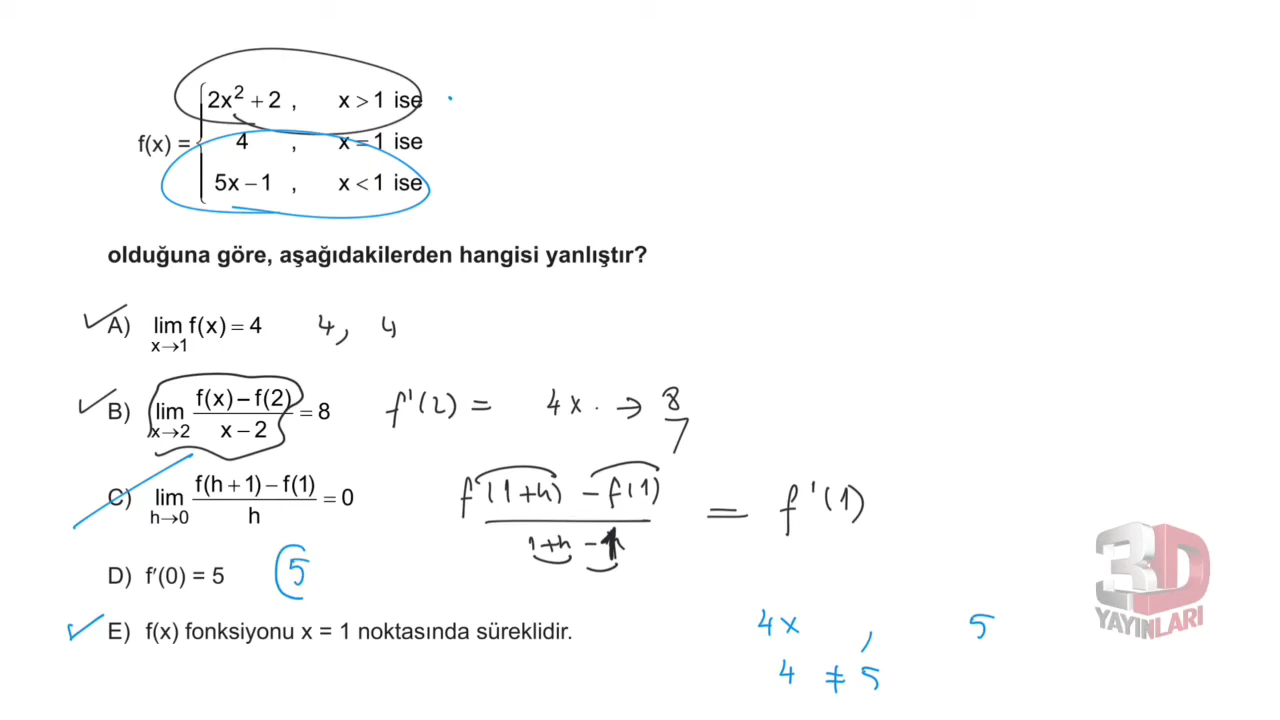 f(x) = { 2x² + 2 , x > 1 ise
4 , x = 1 ise
5x − 1 , x < 1 ise
olduğuna göre, aşağıdakilerden hangisi yanlıştır?
A) lim x→1 f(x) = 4 4, 4
B) lim x→2 (f(x) − f(2))/(x − 2) = 8 f'(2) = 4x · → 8
C) lim h→0 (f(h + 1) − f(1))/h = 0 (f(1+h) − f(1))/(1+h − 1) = f'(1)
D) f′(0) = 5 5
E) f(x) fonksiyonu x = 1 noktasında süreklidir.
4x , 5
4 ≠ 5
3D
YAYINLARI